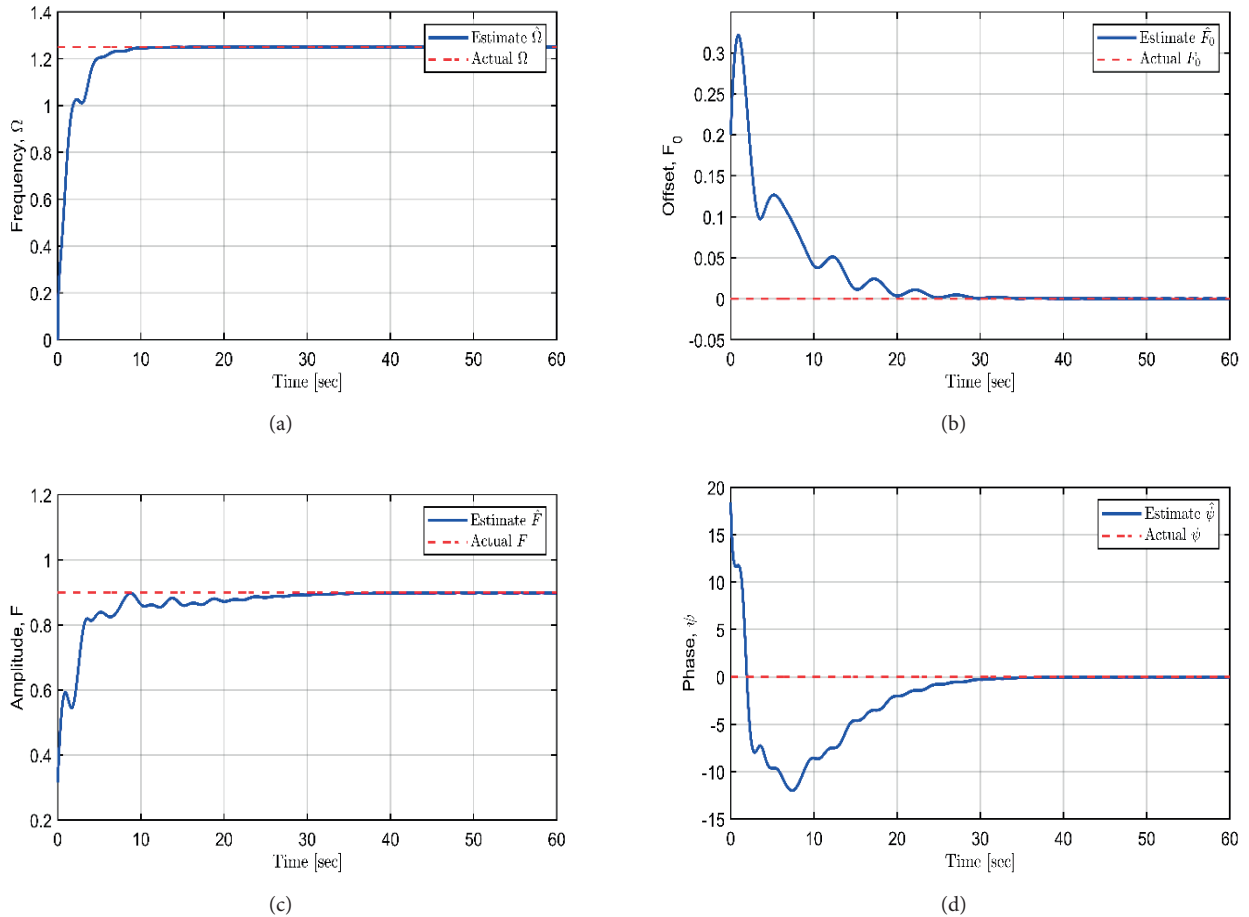 1.4
1.2
1
1.4
1.2
0.4
0.2
0
Frequency, Ω
Estimate Ω̂
Actual Ω
0 10 20 30 40 50 60
Time [sec]
(a)
0.3
0.25
0.2
0.15
0.1
0.05
0
-0.05
Offset, F₀
Estimate F̂₀
Actual F₀
0 10 20 30 40 50 60
Time [sec]
(b)
1.2
1
0.8
0.6
0.4
0.2
Amplitude, F
Estimate F̂
Actual F
0 10 20 30 40 50 60
Time [sec]
(c)
20
15
10
5
0
-5
-10
-15
Phase, ψ
Estimate ψ̂
Actual ψ
0 10 20 30 40 50 60
Time [sec]
(d)